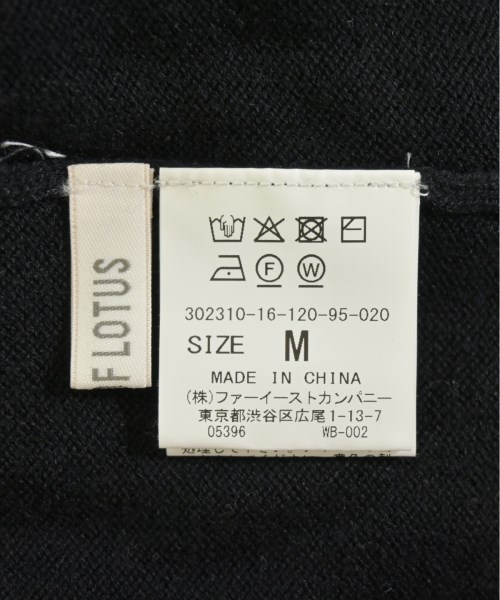 F LOTUS
F W
302310-16-120-95-020
SIZE M
MADE IN CHINA
(株)ファーイーストカンパニー
東京都渋谷区広尾1-13-7
05396 WB-002